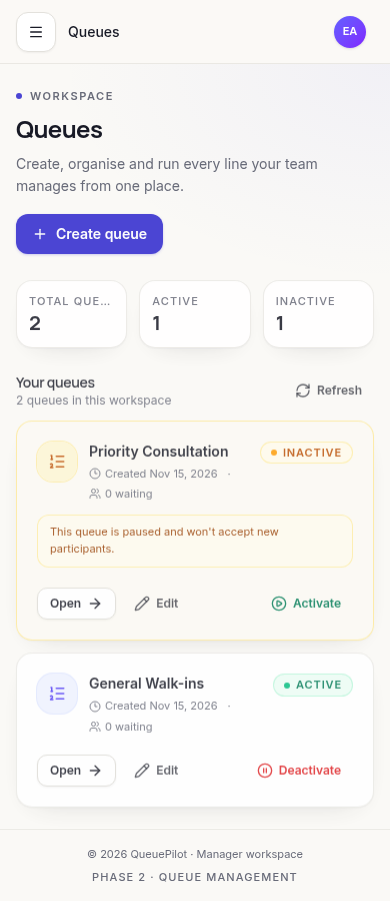 Queues
EA
WORKSPACE
Queues
Create, organise and run every line your team
manages from one place.
Create queue
TOTAL QUE...
2
ACTIVE
1
INACTIVE
1
Your queues
2 queues in this workspace
Refresh
Priority Consultation
INACTIVE
Created Nov 15, 2026 ·
0 waiting
This queue is paused and won't accept new
participants.
Open
Edit
Activate
General Walk-ins
ACTIVE
Created Nov 15, 2026 ·
0 waiting
Open
Edit
Deactivate
© 2026 QueuePilot · Manager workspace
PHASE 2 · QUEUE MANAGEMENT